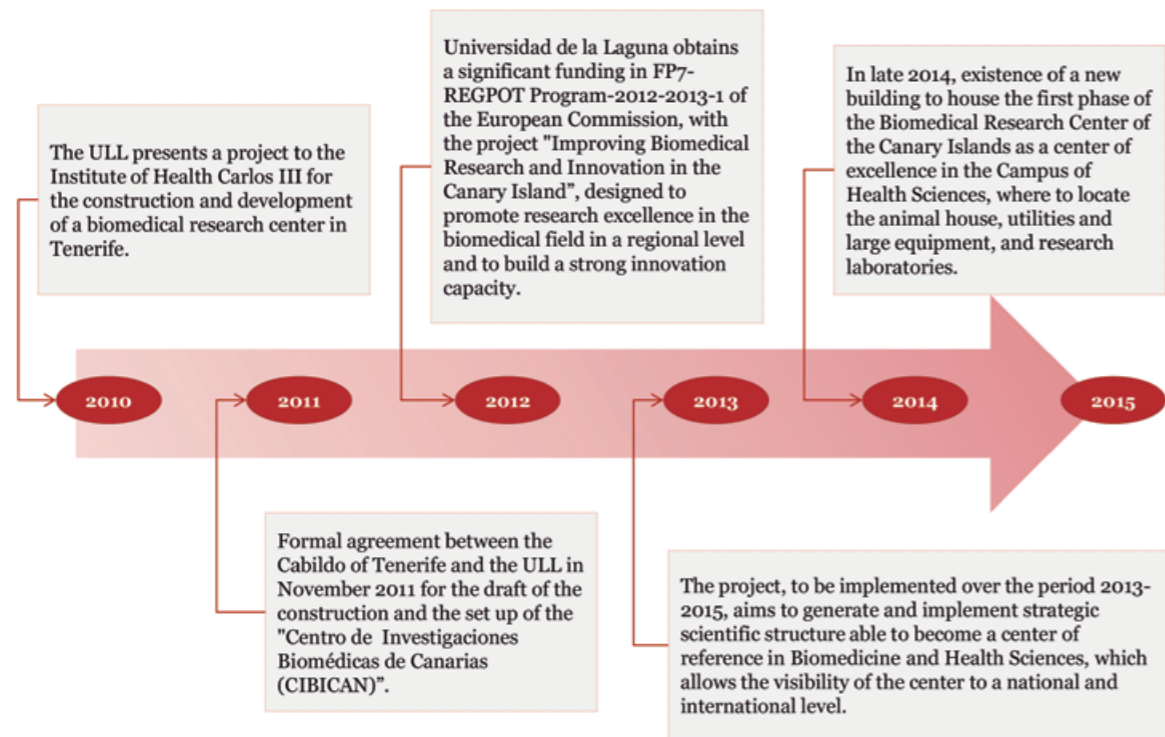 The ULL presents a project to the
Institute of Health Carlos III for
the construction and development
of a biomedical research center in
Tenerife.
Universidad de la Laguna obtains
a significant funding in FP7-
REGPOT Program-2012-2013-1 of
the European Commission, with
the project "Improving Biomedical
Research and Innovation in the
Canary Island”, designed to
promote research excellence in the
biomedical field in a regional level
and to build a strong innovation
capacity.
In late 2014, existence of a new
building to house the first phase of
the Biomedical Research Center of
the Canary Islands as a center of
excellence in the Campus of
Health Sciences, where to locate
the animal house, utilities and
large equipment, and research
laboratories.
2010
2011
2012
2013
2014
2015
Formal agreement between the
Cabildo of Tenerife and the ULL in
November 2011 for the draft of the
construction and the set up of the
"Centro de Investigaciones
Biomédicas de Canarias
(CIBICAN)”.
The project, to be implemented over the period 2013-
2015, aims to generate and implement strategic
scientific structure able to become a center of
reference in Biomedicine and Health Sciences, which
allows the visibility of the center to a national and
international level.